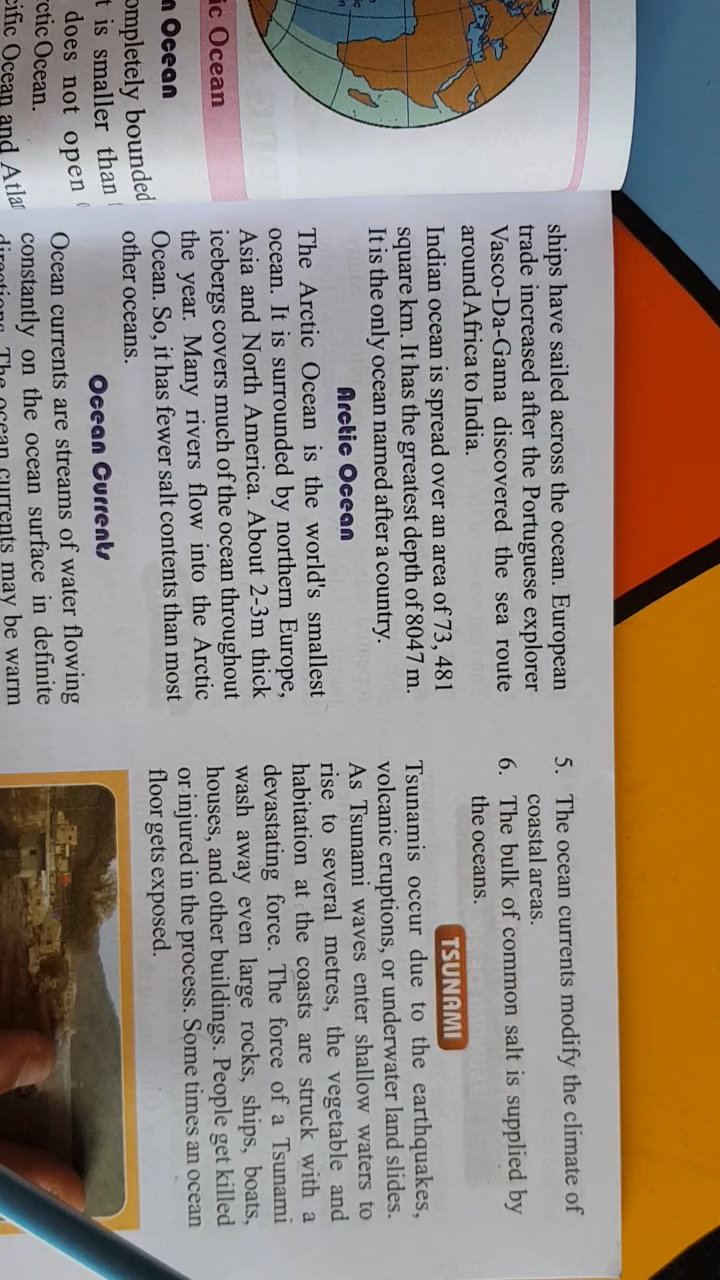 ic Ocean
n Ocean
ompletely bounded
t is smaller than
does not open
rctic Ocean.
cific Ocean and Atlan
ships have sailed across the ocean. European
trade increased after the Portuguese explorer
Vasco-Da-Gama discovered the sea route
around Africa to India.
Indian ocean is spread over an area of 73, 481
square km. It has the greatest depth of 8047 m.
It is the only ocean named after a country.
Arctic Ocean
The Arctic Ocean is the world's smallest
ocean. It is surrounded by northern Europe,
Asia and North America. About 2-3m thick
icebergs covers much of the ocean throughout
the year. Many rivers flow into the Arctic
Ocean. So, it has fewer salt contents than most
other oceans.
Ocean Currents
Ocean currents are streams of water flowing
constantly on the ocean surface in definite
directions. The ocean currents may be warm
5. The ocean currents modify the climate of
coastal areas.
6. The bulk of common salt is supplied by
the oceans.
TSUNAMI
Tsunamis occur due to the earthquakes,
volcanic eruptions, or underwater land slides.
As Tsunami waves enter shallow waters to
rise to several metres, the vegetable and
habitation at the coasts are struck with a
devastating force. The force of a Tsunami
wash away even large rocks, ships, boats,
houses, and other buildings. People get killed
or injured in the process. Some times an ocean
floor gets exposed.